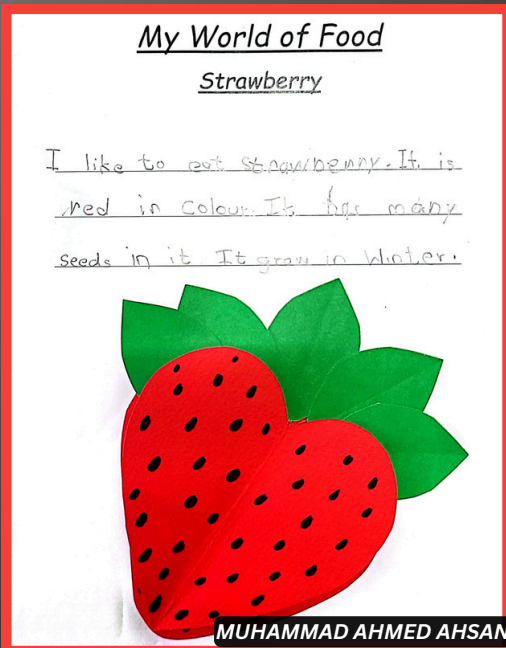 My World of Food
Strawberry
I like to eat strawberry. It is
red in colour. It has many
seeds in it. It grow in Winter.
MUHAMMAD AHMED AHSAN